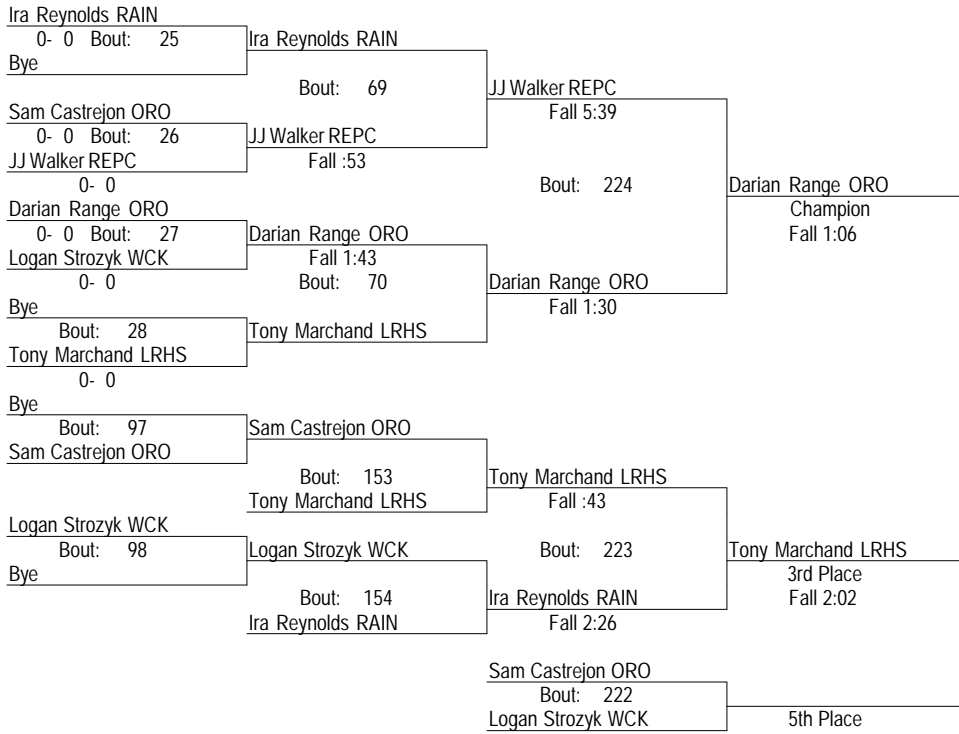 Ira Reynolds RAIN
0- 0 Bout: 25
Ira Reynolds RAIN
Bye
Bout: 69
JJ Walker REPC
Sam Castrejon ORO
Fall 5:39
0- 0 Bout: 26
JJ Walker REPC
JJ Walker REPC
Fall :53
0- 0
Bout: 224
Darian Range ORO
Darian Range ORO
Champion
0- 0 Bout: 27
Darian Range ORO
Fall 1:06
Logan Strozyk WCK
Fall 1:43
0- 0
Bout: 70
Darian Range ORO
Bye
Fall 1:30
Bout: 28
Tony Marchand LRHS
Tony Marchand LRHS
0- 0
Bye
Bout: 97
Sam Castrejon ORO
Sam Castrejon ORO
Bout: 153
Tony Marchand LRHS
Tony Marchand LRHS
Fall :43
Logan Strozyk WCK
Bout: 98
Logan Strozyk WCK
Bout: 223
Tony Marchand LRHS
Bye
3rd Place
Bout: 154
Ira Reynolds RAIN
Fall 2:02
Ira Reynolds RAIN
Fall 2:26
Sam Castrejon ORO
Bout: 222
Logan Strozyk WCK
5th Place